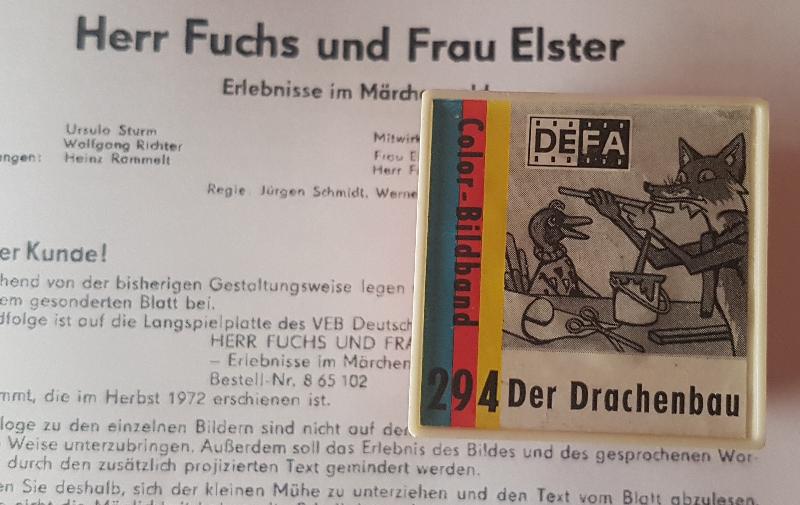 Herr Fuchs und Frau Elster
Erlebnisse im
Ursula Sturm
Wolfgang Richter
Heinz Rammelt
Frau
Herr
Regie: Jürgen Schmidt,
er Kunde!
hend von der bisherigen Gestaltungsweise legen
em gesonderten Blatt bei.
dfolge ist auf die Langspielplatte des VEB Deutsch
HERR FUCHS UND FRA
– Erlebnisse im Märchen
Bestell-Nr. 8 65 102
mmt, die im Herbst 1972 erschienen ist.
loge zu den einzelnen Bildern sind nicht auf der
Weise unterzubringen. Außerdem soll das Erlebnis des Bildes und des gesprochenen Wor-
durch den zusätzlich projizierten Text gemindert werden.
en Sie deshalb, sich der kleinen Mühe zu unterziehen und den Text vom Blatt abzulesen.
DEFA
Color-Bildband
294 Der Drachenbau